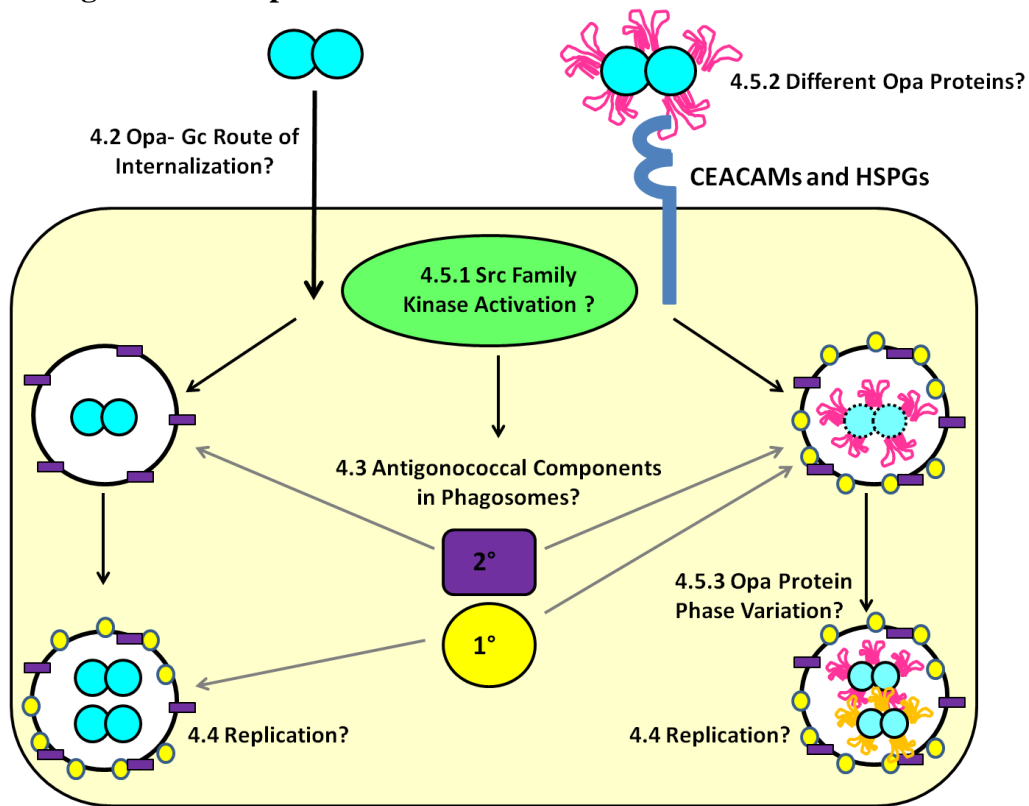 4.5.2 Different Opa Proteins?
4.2 Opa- Gc Route of
Internalization?
CEACAMs and HSPGs
4.5.1 Src Family
Kinase Activation ?
4.3 Antigonococcal Components
in Phagosomes?
2°
1°
4.5.3 Opa Protein
Phase Variation?
4.4 Replication?
4.4 Replication?